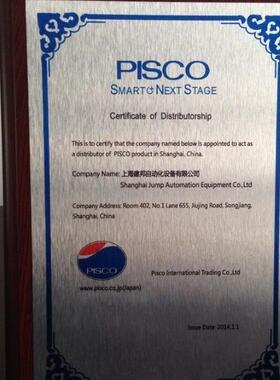 PISCO
SMART NEXT STAGE
Certificate of Distributorship
This is to certify that the company named below is appointed to act as
a distributor of PISCO product in Shanghai, China.
Company Name: 上海建邦自动化设备有限公司
Shanghai Jump Automation Equipment Co.,Ltd
Company Address: Room 402, No.1 Lane 655, Jiujing Road. Songjiang,
Shanghai, China
PISCO
www.pisco.co.jp(Japan)
Pisco International Trading Co.,Ltd
Issue Date: 2014.1.1